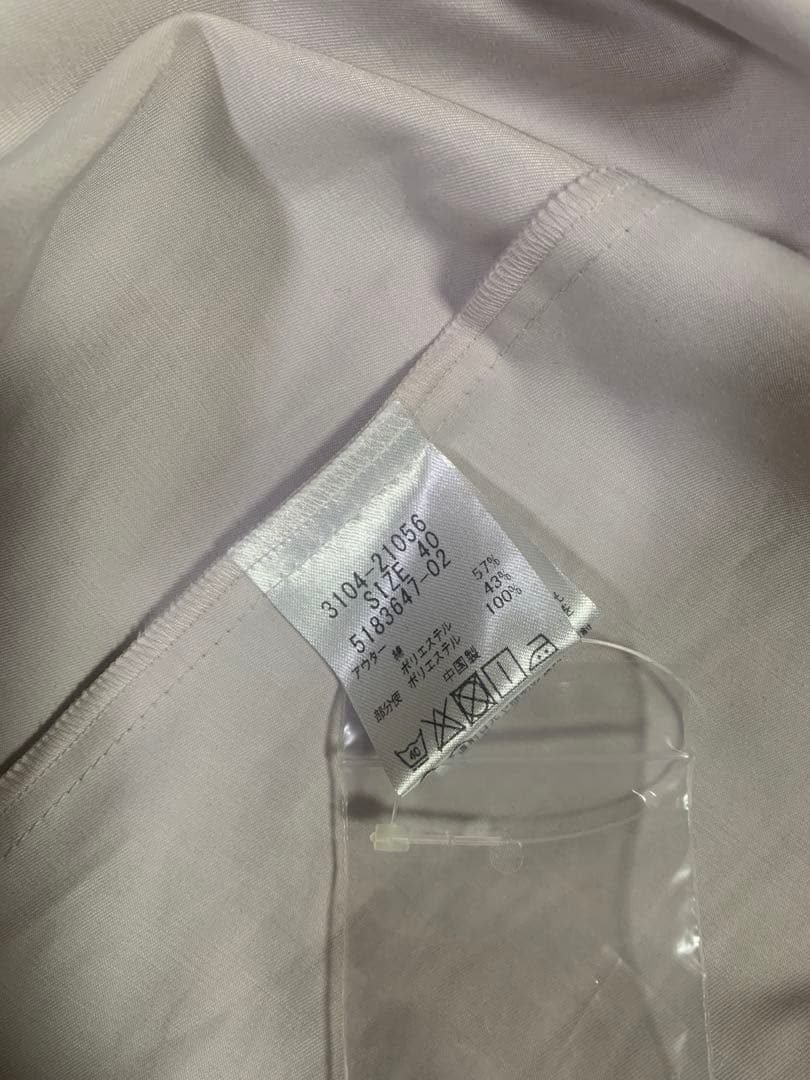 3104-21056
SIZE 40
5183647-02
アウター 綿 57%
ポリエステル 43%
部分使 ポリエステル 100%
中国製
40